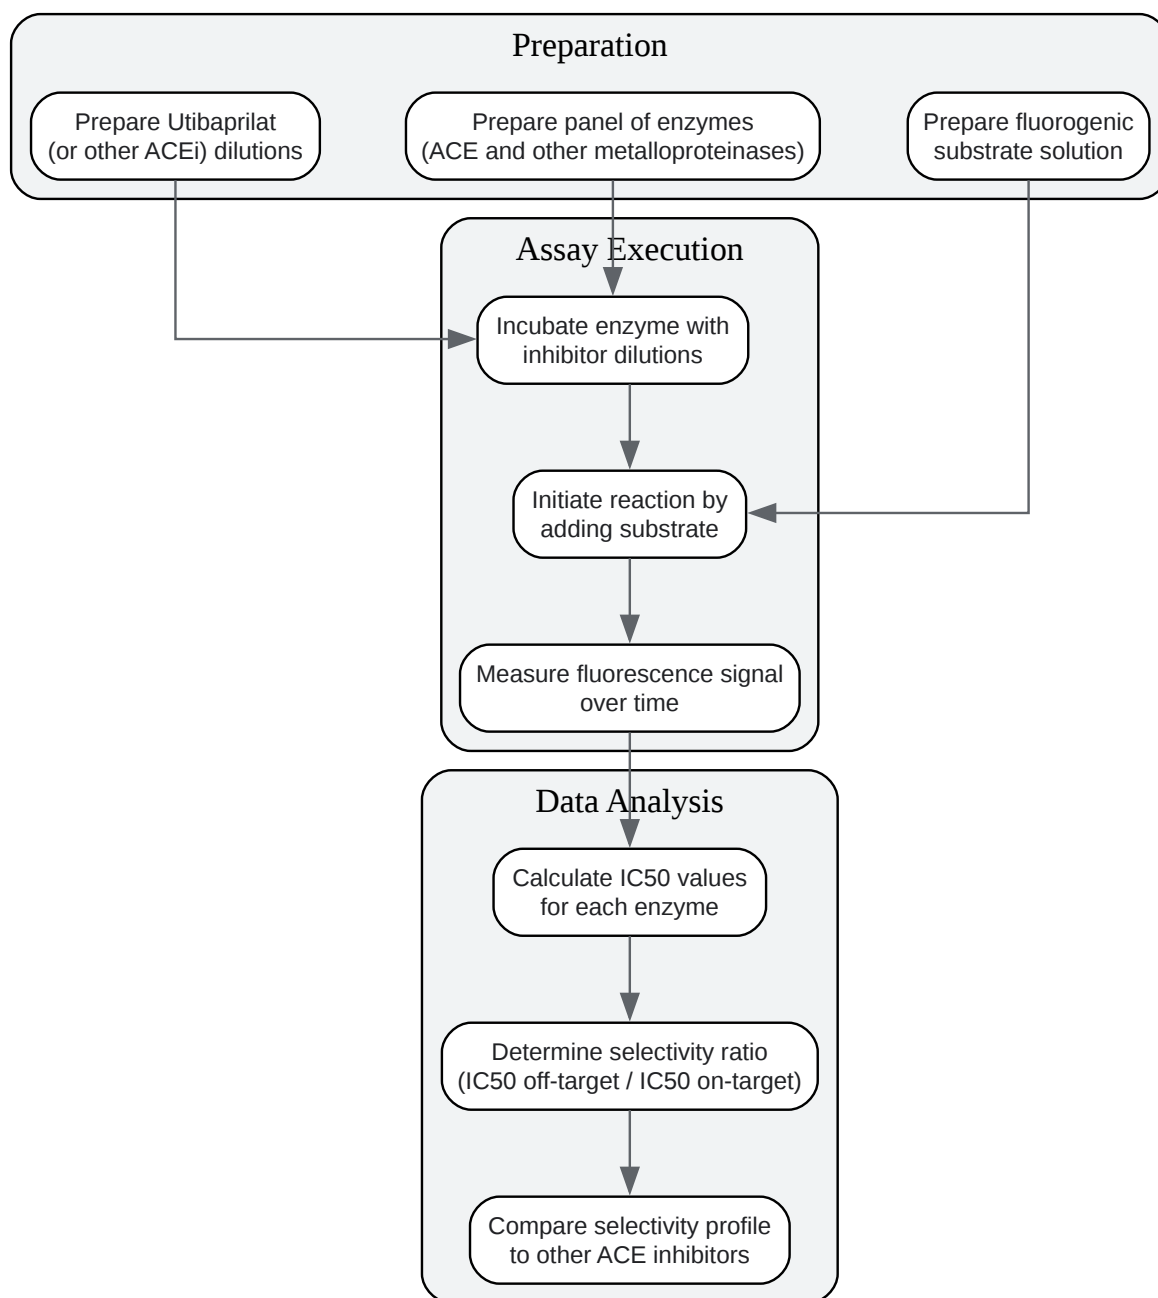 Preparation
Prepare Utibaprilat
(or other ACEi) dilutions
Prepare panel of enzymes
(ACE and other metalloproteinases)
Prepare fluorogenic
substrate solution
Assay Execution
Incubate enzyme with
inhibitor dilutions
Initiate reaction by
adding substrate
Measure fluorescence signal
over time
Data Analysis
Calculate IC50 values
for each enzyme
Determine selectivity ratio
(IC50 off-target / IC50 on-target)
Compare selectivity profile
to other ACE inhibitors